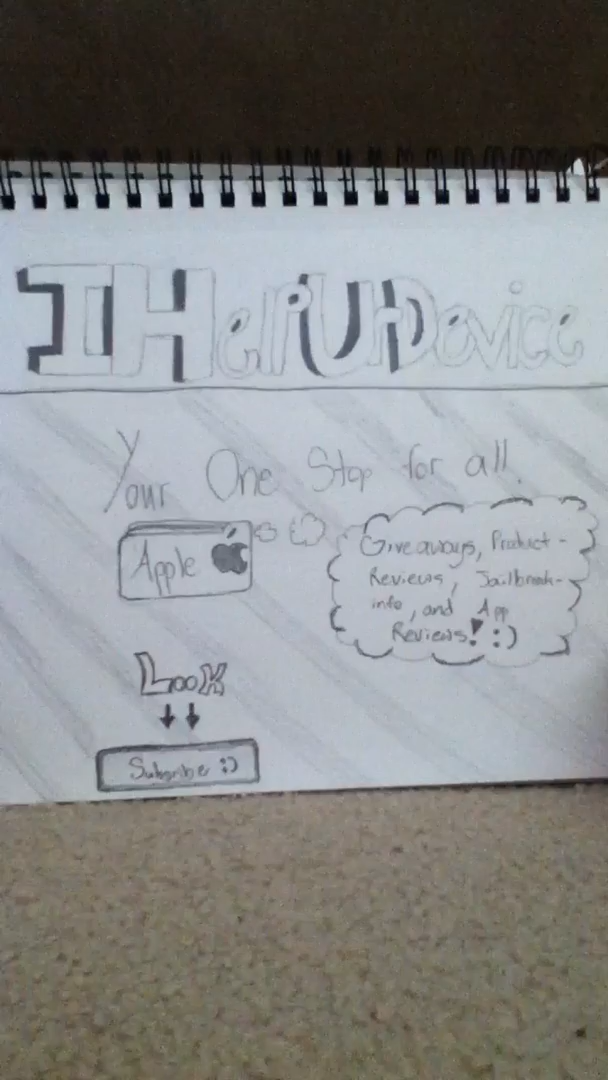 IHelpUrDevice
Your One Stop for all.
Apple
Giveaways, Product-
Reviews, Jailbreak-
info, and App
Reviews! :)
Look
Subscribe :)